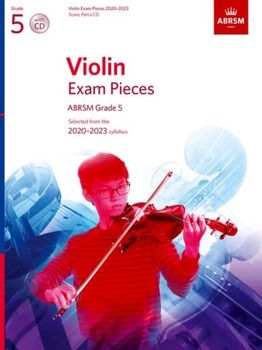 Grade
5
with
CD
Violin Exam Pieces 2020–2023
Score, Part & CD
ABRSM
Violin
Exam Pieces
ABRSM Grade 5
Selected from the
2020–2023 syllabus